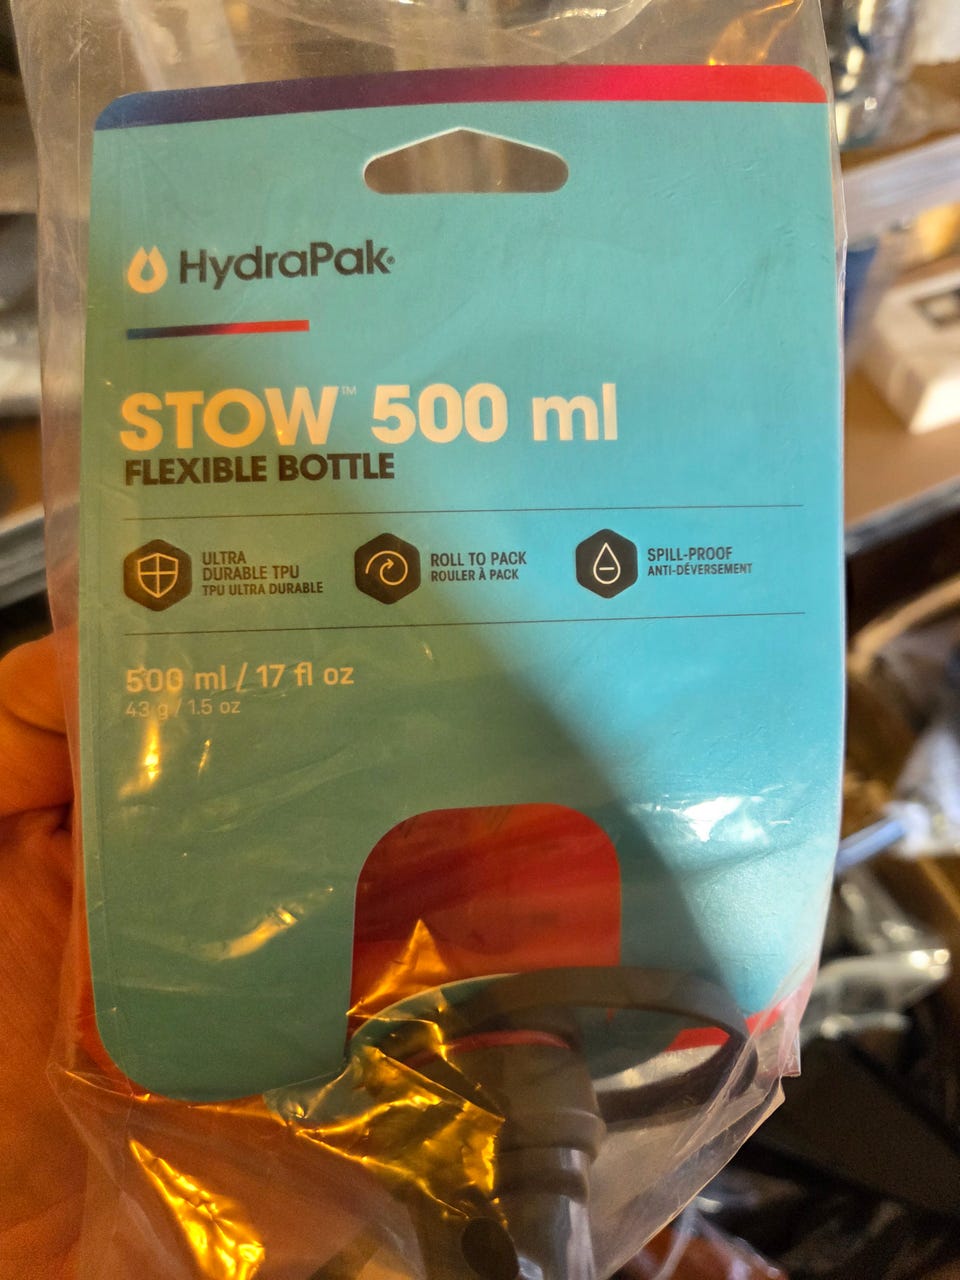 HydraPak
STOW™ 500 ml
FLEXIBLE BOTTLE
ULTRA
DURABLE TPU
TPU ULTRA DURABLE
ROLL TO PACK
ROULER À PACK
SPILL-PROOF
ANTI-DÉVERSEMENT
500 ml / 17 fl oz
43 g / 1.5 oz